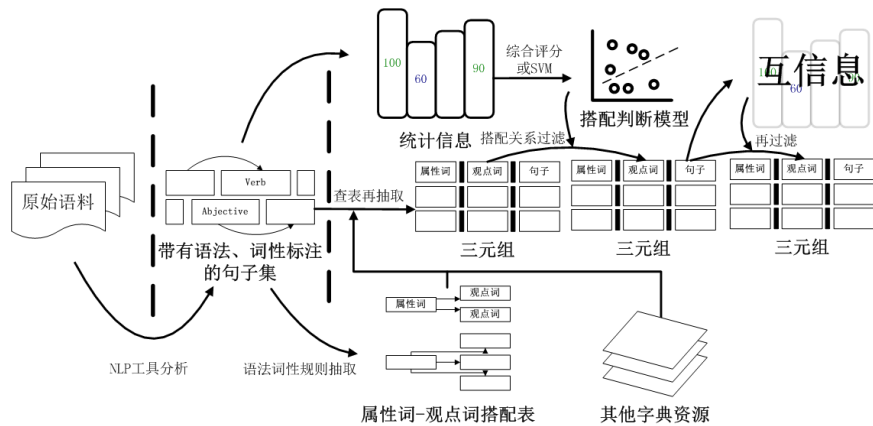 100
60
90
统计信息
综合评分
或SVM
搭配判断模型
互信息
100
60
搭配关系过滤
再过滤
原始语料
Verb
Abjective
带有语法、词性标注
的句子集
查表再抽取
属性词
观点词
句子
三元组
属性词
观点词
句子
三元组
属性词
观点词
句子
三元组
NLP工具分析
语法词性规则抽取
属性词
观点词
观点词
属性词-观点词搭配表
其他字典资源